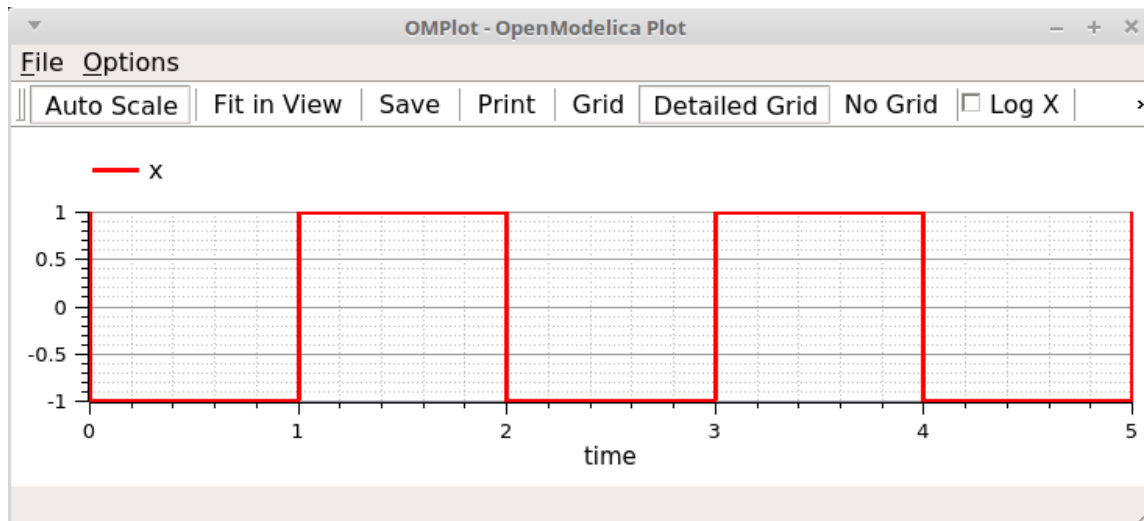 OMPlot - OpenModelica Plot
File Options
Auto Scale Fit in View Save Print Grid Detailed Grid No Grid Log X
x
1
0.5
0
-0.5
-1
0 1 2 3 4 5
time